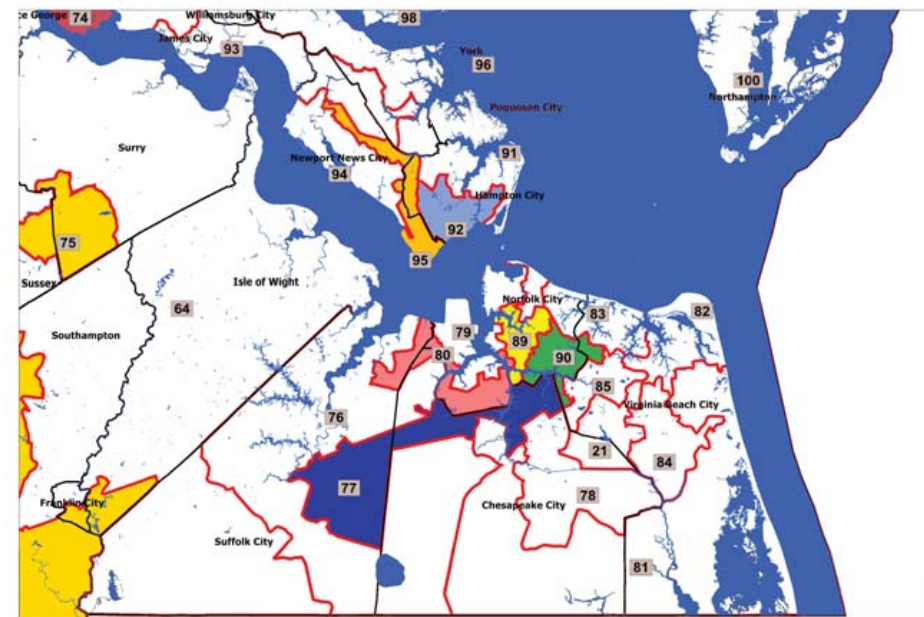 ce George
74
Williamsburg City
98
James City
93
York
96
100
Northampton
Poquoson City
Surry
Newport News City
91
94
Hampton City
92
75
95
Sussex
Isle of Wight
64
Norfolk City
83
82
Southampton
79
89
80
90
85
76
Virginia Beach City
21
84
77
78
Franklin City
Chesapeake City
Suffolk City
81